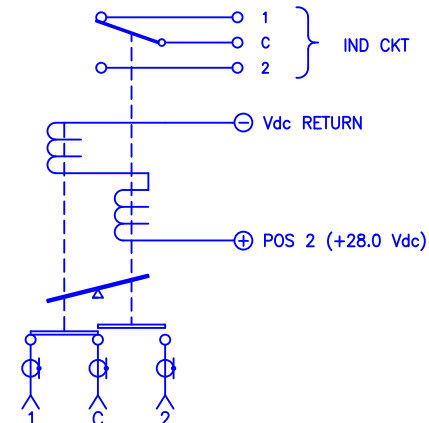 1
C
IND CKT
2
Vdc RETURN
POS 2 (+28.0 Vdc)
1 C 2